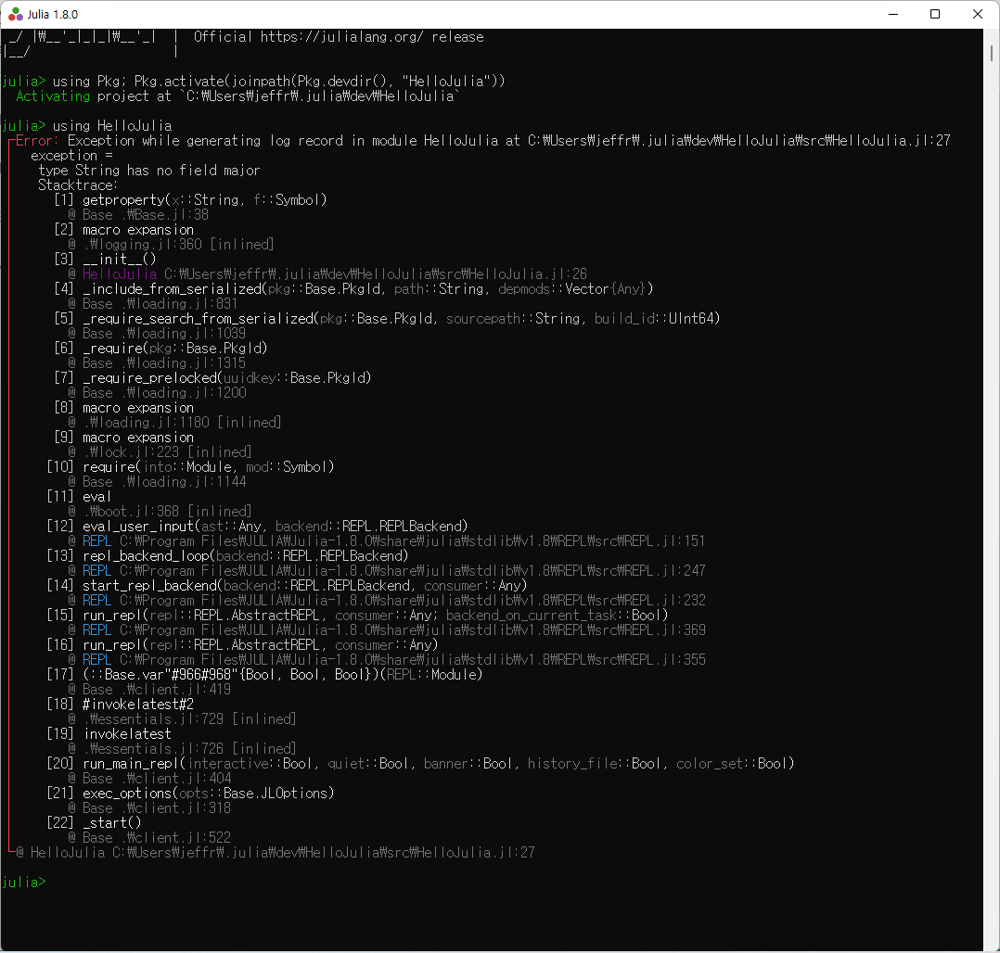 Julia 1.8.0
 _/ |₩__'_|_|_|₩__'_|  |  Official https://julialang.org/ release
|__/                   |
julia> using Pkg; Pkg.activate(joinpath(Pkg.devdir(), "HelloJulia"))
  Activating project at `C:₩Users₩jeffr₩.julia₩dev₩HelloJulia`
julia> using HelloJulia
┌Error: Exception while generating log record in module HelloJulia at C:₩Users₩jeffr₩.julia₩dev₩HelloJulia₩src₩HelloJulia.jl:27
│   exception =
│    type String has no field major
│    Stacktrace:
│      [1] getproperty(x::String, f::Symbol)
│        @ Base .₩Base.jl:38
│      [2] macro expansion
│        @ .₩logging.jl:360 [inlined]
│      [3] __init__()
│        @ HelloJulia C:₩Users₩jeffr₩.julia₩dev₩HelloJulia₩src₩HelloJulia.jl:26
│      [4] _include_from_serialized(pkg::Base.PkgId, path::String, depmods::Vector{Any})
│        @ Base .₩loading.jl:831
│      [5] _require_search_from_serialized(pkg::Base.PkgId, sourcepath::String, build_id::UInt64)
│        @ Base .₩loading.jl:1039
│      [6] _require(pkg::Base.PkgId)
│        @ Base .₩loading.jl:1315
│      [7] _require_prelocked(uuidkey::Base.PkgId)
│        @ Base .₩loading.jl:1200
│      [8] macro expansion
│        @ .₩loading.jl:1180 [inlined]
│      [9] macro expansion
│        @ .₩lock.jl:223 [inlined]
│     [10] require(into::Module, mod::Symbol)
│        @ Base .₩loading.jl:1144
│     [11] eval
│        @ .₩boot.jl:368 [inlined]
│     [12] eval_user_input(ast::Any, backend::REPL.REPLBackend)
│        @ REPL C:₩Program Files₩JULIA₩Julia-1.8.0₩share₩julia₩stdlib₩v1.8₩REPL₩src₩REPL.jl:151
│     [13] repl_backend_loop(backend::REPL.REPLBackend)
│        @ REPL C:₩Program Files₩JULIA₩Julia-1.8.0₩share₩julia₩stdlib₩v1.8₩REPL₩src₩REPL.jl:247
│     [14] start_repl_backend(backend::REPL.REPLBackend, consumer::Any)
│        @ REPL C:₩Program Files₩JULIA₩Julia-1.8.0₩share₩julia₩stdlib₩v1.8₩REPL₩src₩REPL.jl:232
│     [15] run_repl(repl::REPL.AbstractREPL, consumer::Any; backend_on_current_task::Bool)
│        @ REPL C:₩Program Files₩JULIA₩Julia-1.8.0₩share₩julia₩stdlib₩v1.8₩REPL₩src₩REPL.jl:369
│     [16] run_repl(repl::REPL.AbstractREPL, consumer::Any)
│        @ REPL C:₩Program Files₩JULIA₩Julia-1.8.0₩share₩julia₩stdlib₩v1.8₩REPL₩src₩REPL.jl:355
│     [17] (::Base.var"#966#968"{Bool, Bool, Bool})(REPL::Module)
│        @ Base .₩client.jl:419
│     [18] #invokelatest#2
│        @ .₩essentials.jl:729 [inlined]
│     [19] invokelatest
│        @ .₩essentials.jl:726 [inlined]
│     [20] run_main_repl(interactive::Bool, quiet::Bool, banner::Bool, history_file::Bool, color_set::Bool)
│        @ Base .₩client.jl:404
│     [21] exec_options(opts::Base.JLOptions)
│        @ Base .₩client.jl:318
│     [22] _start()
│        @ Base .₩client.jl:522
└@ HelloJulia C:₩Users₩jeffr₩.julia₩dev₩HelloJulia₩src₩HelloJulia.jl:27
julia>